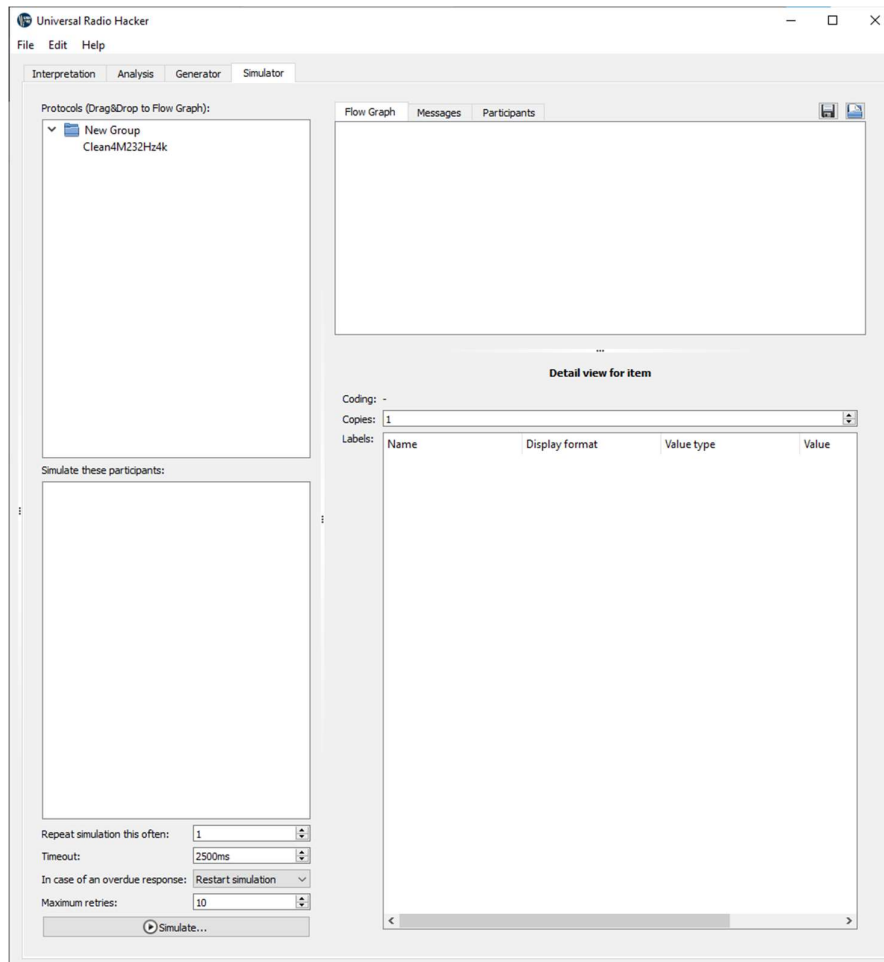 Universal Radio Hacker
File Edit Help
Interpretation Analysis Generator Simulator
Protocols (Drag&Drop to Flow Graph):
New Group
Clean4M232Hz4k
Simulate these participants:
Repeat simulation this often: 1
Timeout: 2500ms
In case of an overdue response: Restart simulation
Maximum retries: 10
Simulate...
Flow Graph Messages Participants
Detail view for item
Coding: -
Copies: 1
Labels: Name Display format Value type Value